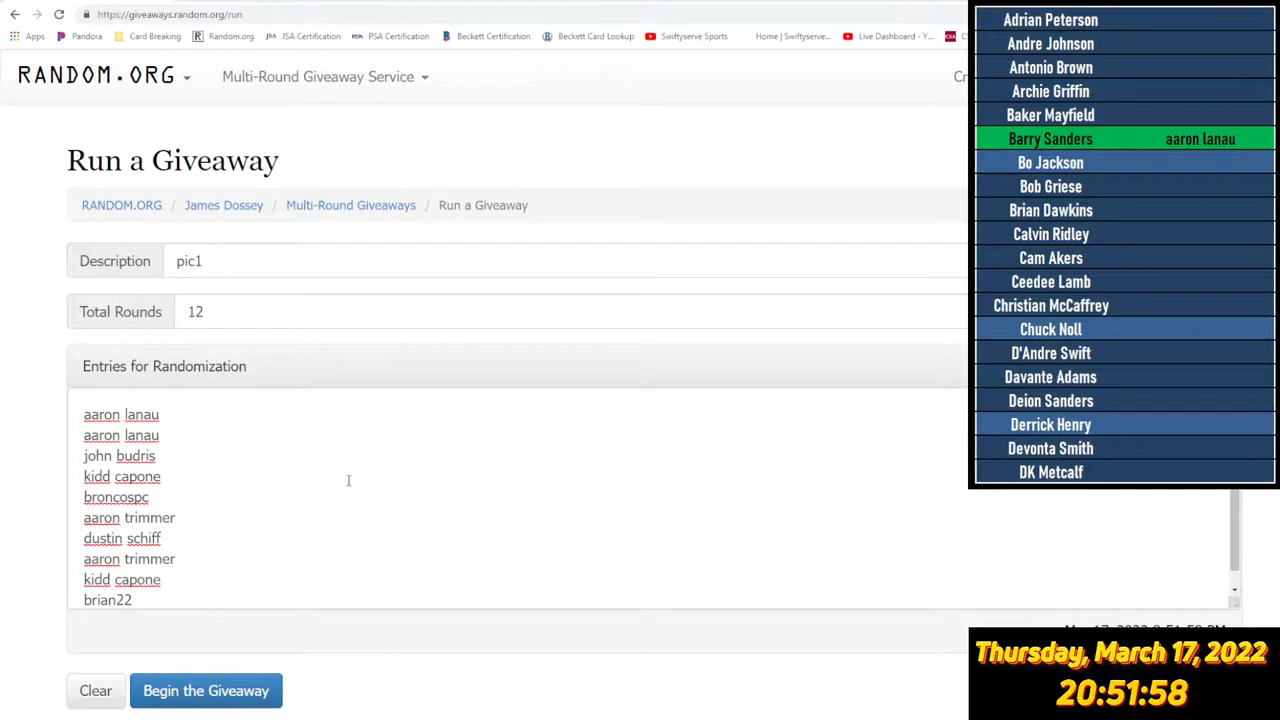 https://giveaways.random.org/run
Apps Pandora Card Breaking Random.org JSA Certification PSA Certification Beckett Certification Beckett Card Lookup Swiftyserve Sports Home | Swiftyserve... Live Dashboard - Yo...
RANDOM.ORG Multi-Round Giveaway Service
Run a Giveaway
RANDOM.ORG / James Dossey / Multi-Round Giveaways / Run a Giveaway
Description pic1
Total Rounds 12
Entries for Randomization
aaron lanau
aaron lanau
john budris
kidd capone
broncospc
aaron trimmer
dustin schiff
aaron trimmer
kidd capone
brian22
Clear Begin the Giveaway
Adrian Peterson
Andre Johnson
Antonio Brown
Archie Griffin
Baker Mayfield
Barry Sanders aaron lanau
Bo Jackson
Bob Griese
Brian Dawkins
Calvin Ridley
Cam Akers
Ceedee Lamb
Christian McCaffrey
Chuck Noll
D'Andre Swift
Davante Adams
Deion Sanders
Derrick Henry
Devonta Smith
DK Metcalf
Thursday, March 17, 2022
20:51:58